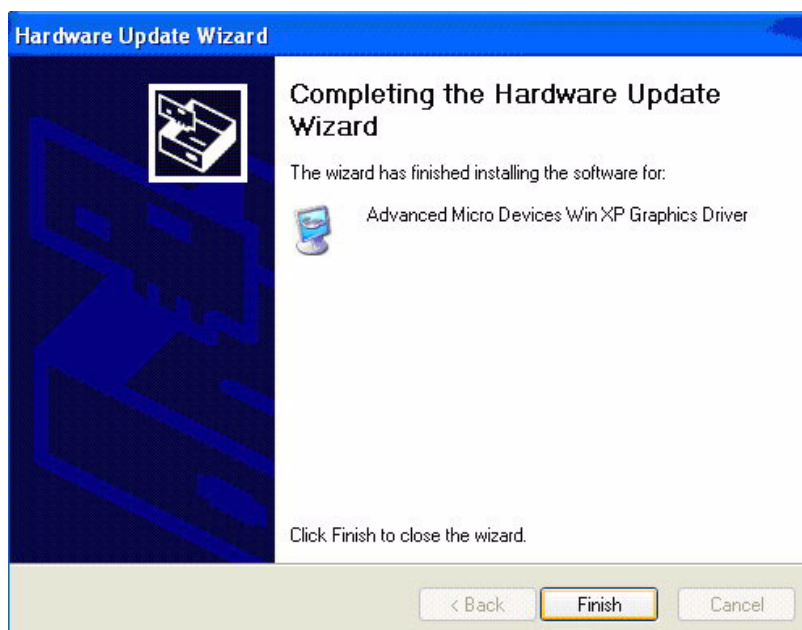 Hardware Update Wizard
Completing the Hardware Update
Wizard
The wizard has finished installing the software for:
Advanced Micro Devices Win XP Graphics Driver
Click Finish to close the wizard.
< Back
Finish
Cancel